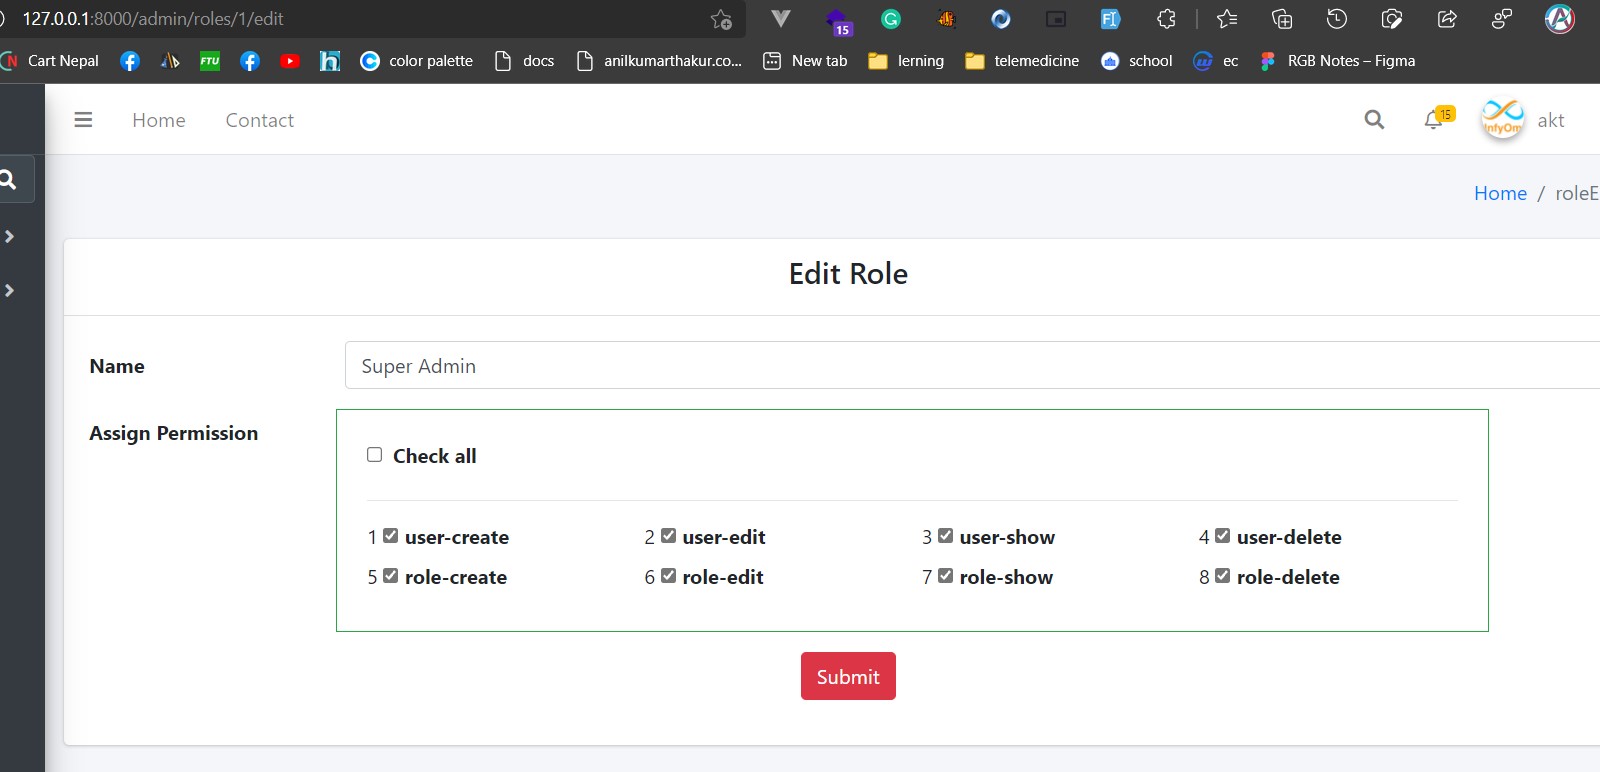 127.0.0.1:8000/admin/roles/1/edit
15
Cart Nepal FTU h color palette docs anilkumarthakur.co... New tab lerning telemedicine school ec RGB Notes – Figma
Home Contact 15 InfyOm akt
Home / roleE
Edit Role
Name Super Admin
Assign Permission
Check all
1 user-create 2 user-edit 3 user-show 4 user-delete
5 role-create 6 role-edit 7 role-show 8 role-delete
Submit